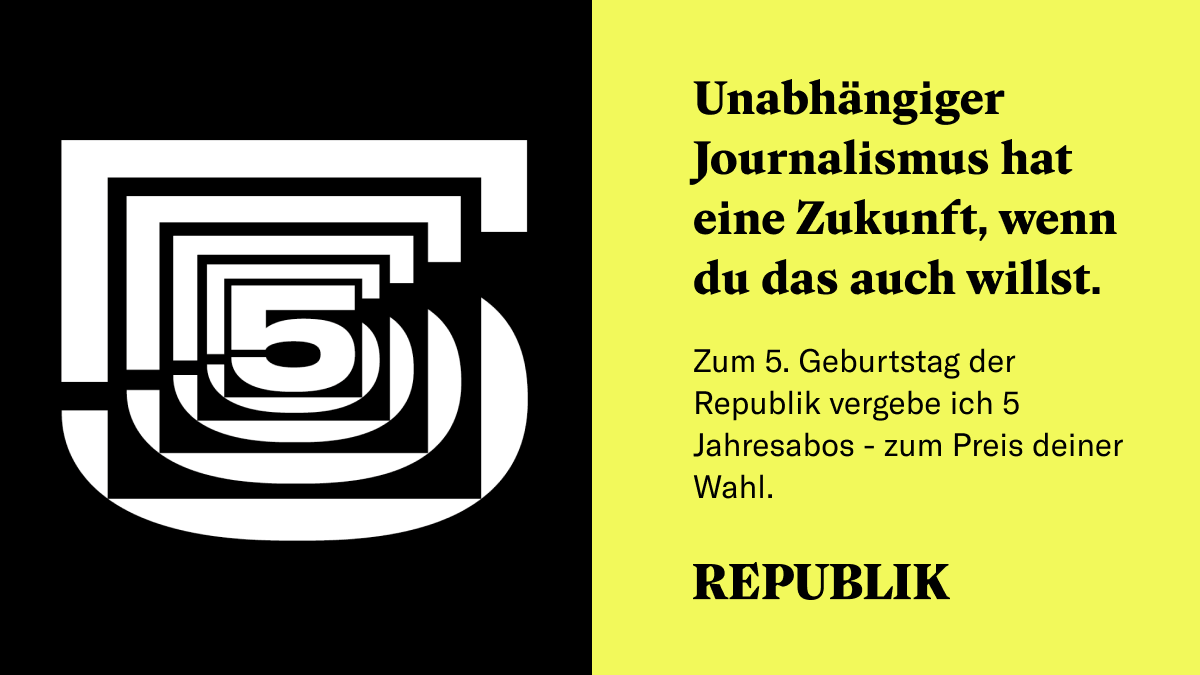 5
Unabhängiger
Journalismus hat
eine Zukunft, wenn
du das auch willst.
Zum 5. Geburtstag der
Republik vergebe ich 5
Jahresabos - zum Preis deiner
Wahl.
REPUBLIK